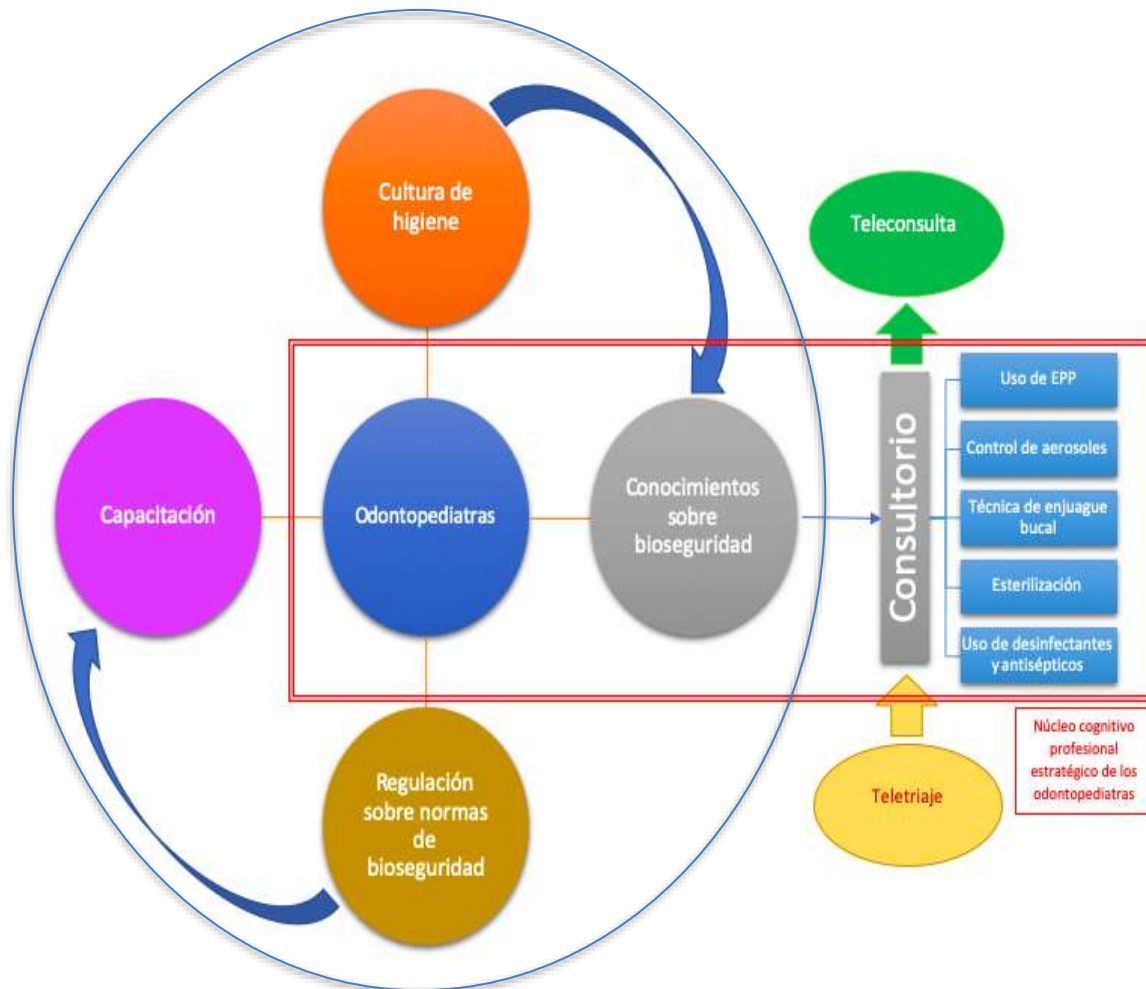 Cultura de
higiene
Teleconsulta
Capacitación
Odontopediatras
Conocimientos
sobre
bioseguridad
Consultorio
Uso de EPP
Control de aerosoles
Técnica de enjuague
bucal
Esterilización
Uso de desinfectantes
y antisépticos
Regulación
sobre normas
de
bioseguridad
Teletriaje
Núcleo cognitivo
profesional
estratégico de los
odontopediatras